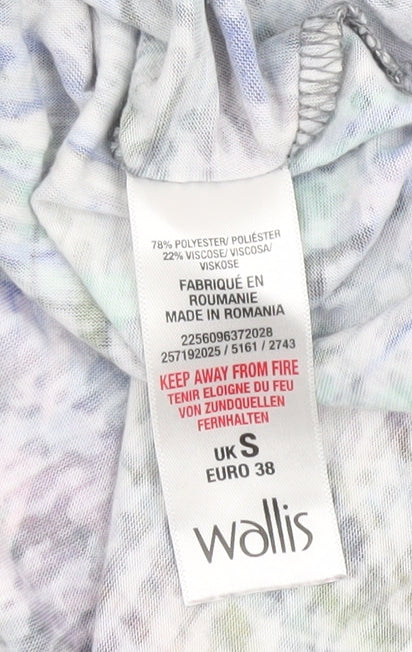 78% POLYESTER/ POLIÉSTER
22% VISCOSE/ VISCOSA/
VISKOSE
FABRIQUÉ EN
ROUMANIE
MADE IN ROMANIA
2256096372028
257192025 / 5161 / 2743
KEEP AWAY FROM FIRE
TENIR ELOIGNE DU FEU
VON ZUNDQUELLEN
FERNHALTEN
UK S
EURO 38
wallis